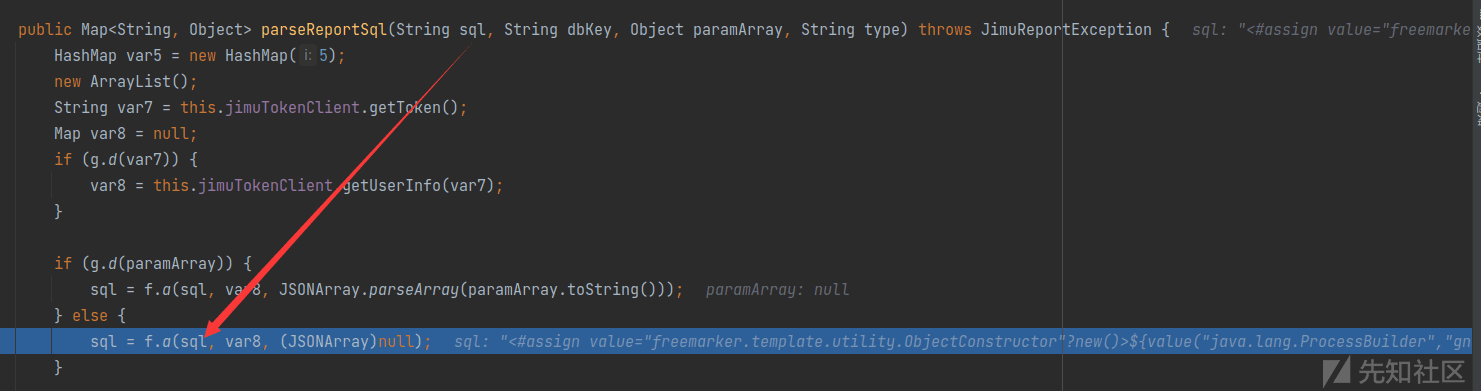 public Map<String, Object> parseReportSql(String sql, String dbKey, Object paramArray, String type) throws JimuReportException {  sql: "<#assign value="freemarke
HashMap var5 = new HashMap( i: 5);
new ArrayList();
String var7 = this.jimuTokenClient.getToken();
Map var8 = null;
if (g.d(var7)) {
var8 = this.jimuTokenClient.getUserInfo(var7);
}
if (g.d(paramArray)) {
sql = f.a(sql, var8, JSONArray.parseArray(paramArray.toString()));  paramArray: null
} else {
sql = f.a(sql, var8, (JSONArray)null);  sql: "<#assign value="freemarker.template.utility.ObjectConstructor"?new()>${value("java.lang.ProcessBuilder","gn
}
先知社区